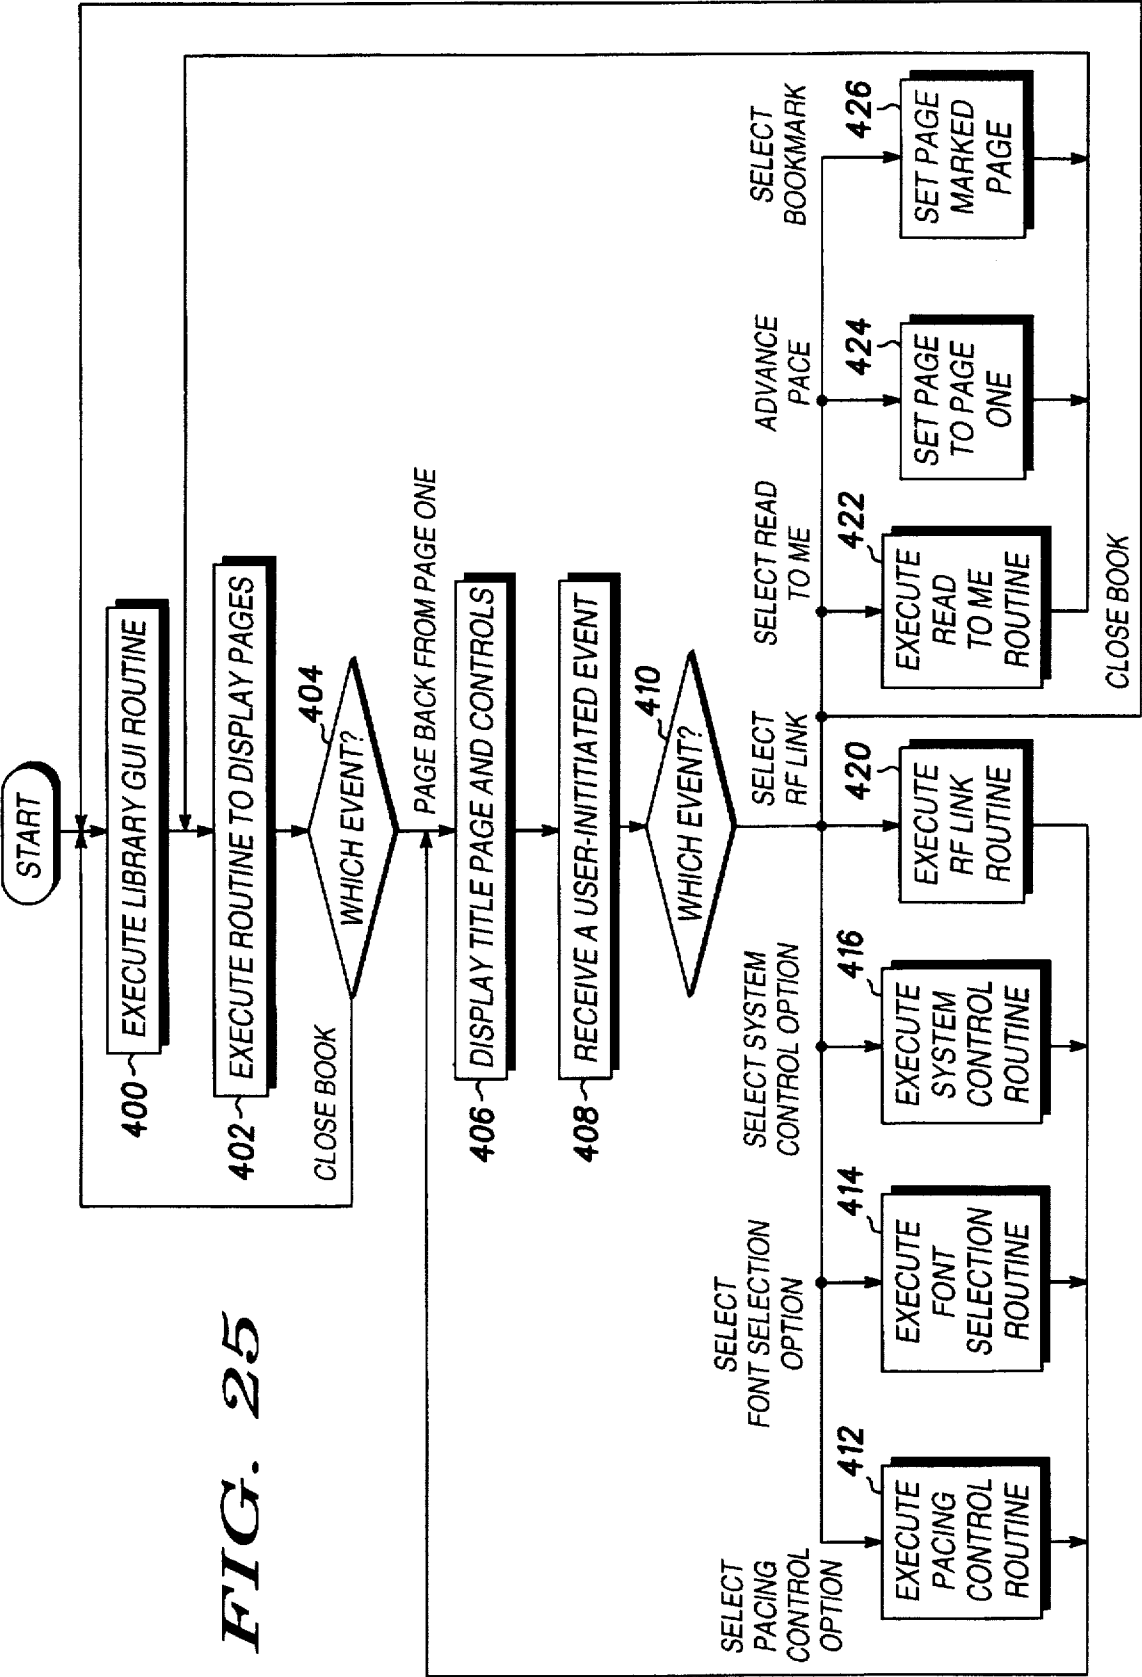 START
400
EXECUTE LIBRARY GUI ROUTINE
402
EXECUTE ROUTINE TO DISPLAY PAGES
404
WHICH EVENT?
CLOSE BOOK
PAGE BACK FROM PAGE ONE
406
DISPLAY TITLE PAGE AND CONTROLS
408
RECEIVE A USER-INITIATED EVENT
410
WHICH EVENT?
SELECT
PACING
CONTROL
OPTION
412
EXECUTE
PACING
CONTROL
ROUTINE
SELECT
FONT SELECTION
OPTION
414
EXECUTE
FONT
SELECTION
ROUTINE
SELECT SYSTEM
CONTROL OPTION
416
EXECUTE
SYSTEM
CONTROL
ROUTINE
SELECT
RF LINK
420
EXECUTE
RF LINK
ROUTINE
SELECT READ
TO ME
422
EXECUTE
READ
TO ME
ROUTINE
ADVANCE
PACE
424
SET PAGE
TO PAGE
ONE
SELECT
BOOKMARK
426
SET PAGE
MARKED
PAGE
CLOSE BOOK
FIG. 25